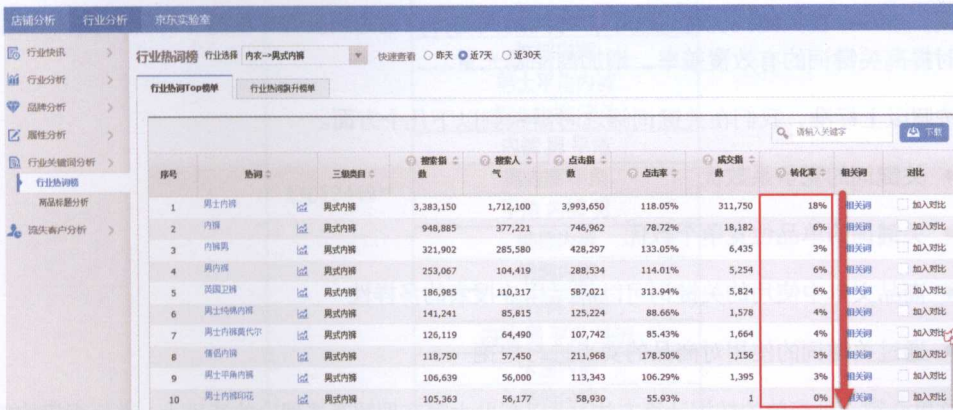 店铺分析 行业分析 京东实验室
行业快讯
行业分析
品牌分析
属性分析
行业关键词分析
行业热词榜
商品标题分析
流失客户分析
行业热词榜 行业选择 内衣->男式内裤 快速查看 昨天 近7天 近30天
行业热词Top榜单 行业热词飙升榜单
请输入关键字 下载
序号 热词 三级类目 搜索指数 搜索人气 点击指数 点击率 成交指数 转化率 相关词 对比
1 男士内裤 男式内裤 3,383,150 1,712,100 3,993,650 118.05% 311,750 18% 相关词 加入对比
2 内裤 男式内裤 948,885 377,221 746,962 78.72% 6% 相关词 加入对比
3 内裤男 男式内裤 321,902 285,580 428,297 133.05% 6,435 3% 相关词 加入对比
4 男内裤 男式内裤 253,067 104,419 288,534 114.01% 5,254 6% 相关词 加入对比
5 英国卫裤 男式内裤 186,985 110,317 587,021 313.94% 5,824 6% 相关词 加入对比
6 男士纯棉内裤 男式内裤 141,241 85,815 125,224 88.66% 1,578 4% 相关词 加入对比
7 男士内裤莫代尔 男式内裤 126,119 64,490 107,742 85.43% 1,664 4% 相关词 加入对比
8 情侣内裤 男式内裤 118,750 57,450 211,968 178.50% 1,156 3% 相关词 加入对比
9 男士平角内裤 男式内裤 106,639 56,000 113,343 106.29% 1,395 3% 相关词 加入对比
10 男士内裤印花 男式内裤 105,363 56,177 58,930 55.93% 1 0% 相关词 加入对比